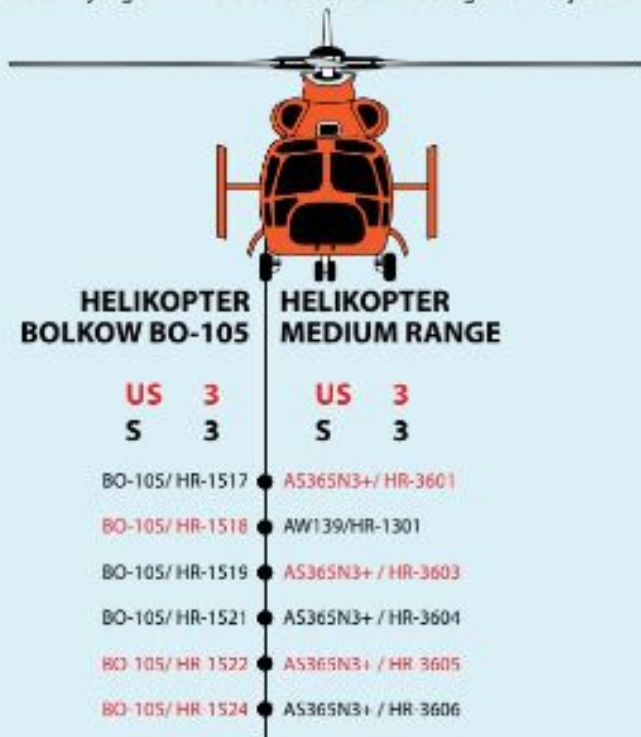 HELIKOPTER
BOLKOW BO-105
US 3
S 3
BO-105/ HR-1517
BO-105/ HR-1518
BO-105/ HR-1519
BO-105/ HR-1521
BO-105/ HR-1522
BO-105/ HR-1524
HELIKOPTER
MEDIUM RANGE
US 3
S 3
AS365N3+/ HR-3601
AW139/HR-1301
AS365N3+ / HR-3603
AS365N3+ / HR-3604
AS365N3+ / HR-3605
AS365N3+ / HR-3606